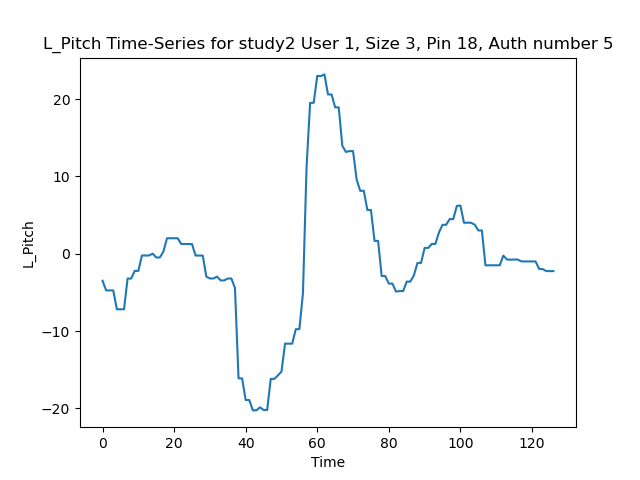 L_Pitch Time-Series for study2 User 1, Size 3, Pin 18, Auth number 5
20
10
0
−10
−20
L_Pitch
0 20 40 60 80 100 120
Time